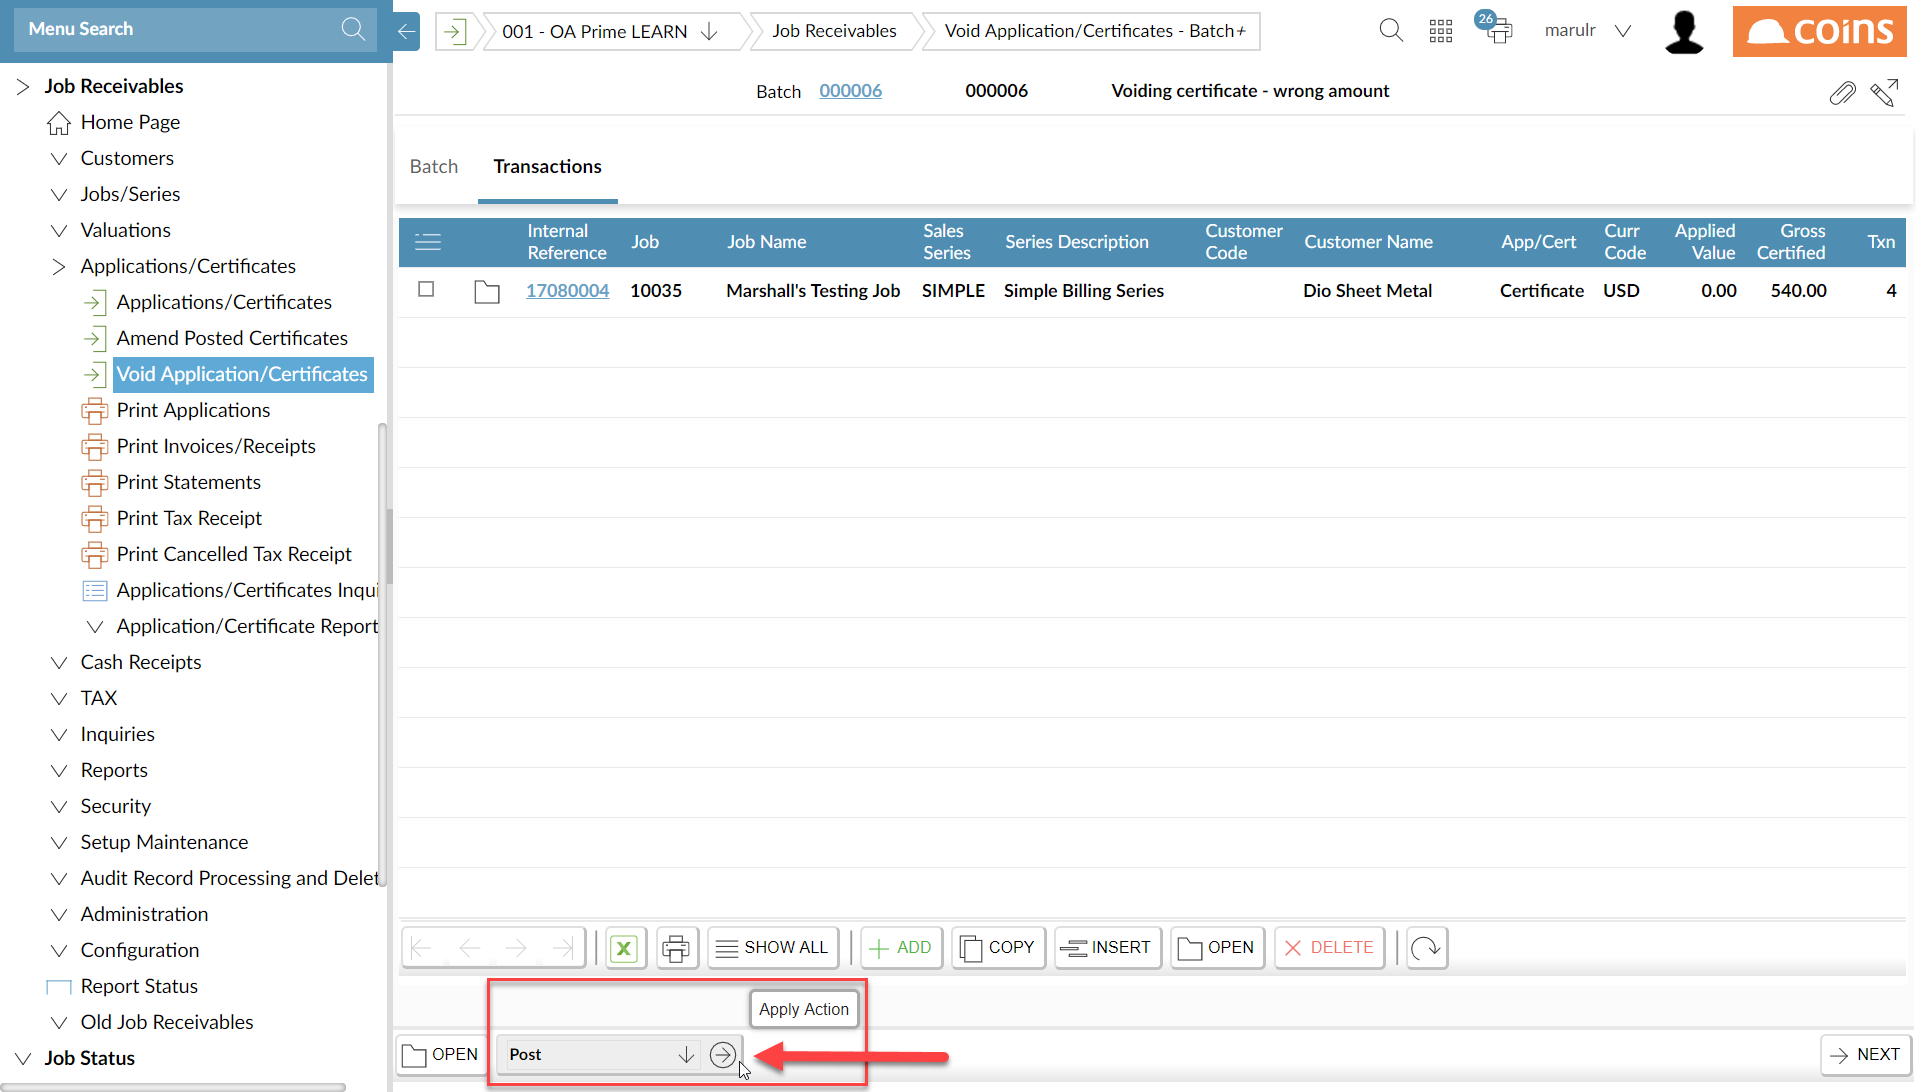 Menu Search
001 - OA Prime LEARN
Job Receivables
Void Application/Certificates - Batch
26
marulr
coins
Batch 000006 000006 Voiding certificate - wrong amount
Batch Transactions
Internal Reference Job Job Name Sales Series Series Description Customer Code Customer Name App/Cert Curr Code Applied Value Gross Certified Txn
17080004 10035 Marshall's Testing Job SIMPLE Simple Billing Series Dio Sheet Metal Certificate USD 0.00 540.00 4
Job Receivables
Home Page
Customers
Jobs/Series
Valuations
Applications/Certificates
Applications/Certificates
Amend Posted Certificates
Void Application/Certificates
Print Applications
Print Invoices/Receipts
Print Statements
Print Tax Receipt
Print Cancelled Tax Receipt
Applications/Certificates Inqui
Application/Certificate Report
Cash Receipts
TAX
Inquiries
Reports
Security
Setup Maintenance
Audit Record Processing and Delet
Administration
Configuration
Report Status
Old Job Receivables
Job Status
SHOW ALL ADD COPY INSERT OPEN DELETE
Apply Action
OPEN Post NEXT